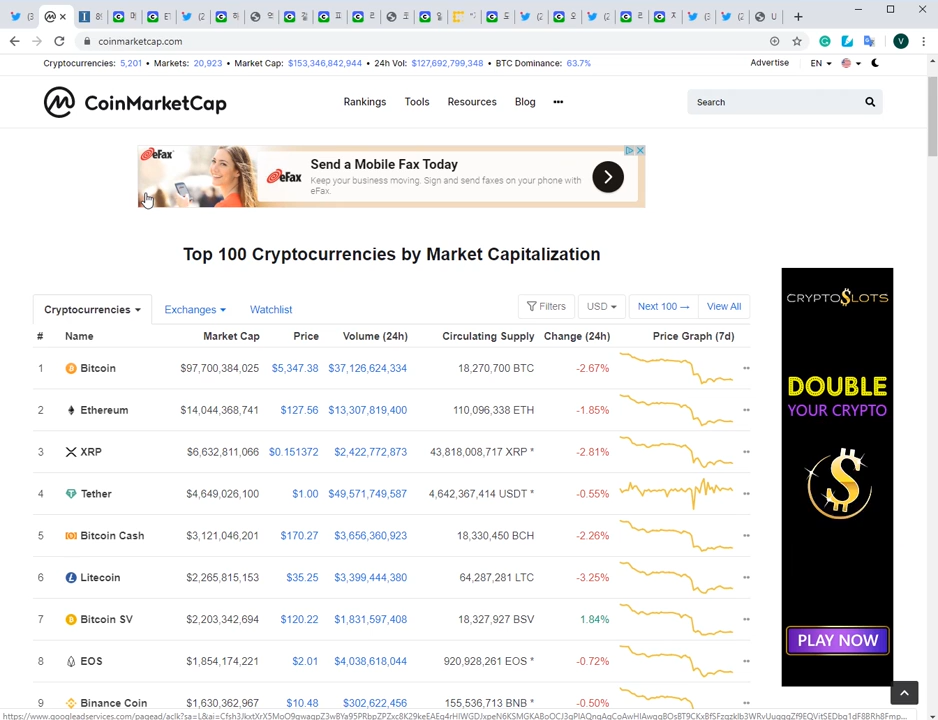 coinmarketcap.com
V
Cryptocurrencies: 5,201 • Markets: 20,923 • Market Cap: $153,346,842,944 • 24h Vol: $127,692,799,348 • BTC Dominance: 63.7%
Advertise EN
CoinMarketCap
Rankings Tools Resources Blog •••
Search
eFax
eFax
Send a Mobile Fax Today
Keep your business moving. Sign and send faxes on your phone with
eFax.
Top 100 Cryptocurrencies by Market Capitalization
Cryptocurrencies Exchanges Watchlist Filters USD Next 100 → View All
# Name Market Cap Price Volume (24h) Circulating Supply Change (24h) Price Graph (7d)
1 Bitcoin $97,700,384,025 $5,347.38 $37,126,624,334 18,270,700 BTC -2.67%
2 Ethereum $14,044,368,741 $127.56 $13,307,819,400 110,096,338 ETH -1.85%
3 XRP $6,632,811,066 $0.151372 $2,422,772,873 43,818,008,717 XRP * -2.81%
4 Tether $4,649,026,100 $1.00 $49,571,749,587 4,642,367,414 USDT * -0.55%
5 Bitcoin Cash $3,121,046,201 $170.27 $3,656,360,923 18,330,450 BCH -2.26%
6 Litecoin $2,265,815,153 $35.25 $3,399,444,380 64,287,281 LTC -3.25%
7 Bitcoin SV $2,203,342,694 $120.22 $1,831,597,408 18,327,927 BSV 1.84%
8 EOS $1,854,174,221 $2.01 $4,038,618,044 920,928,261 EOS * -0.72%
9 Binance Coin $1,630,362,967 $10.48 $302,622,456 155,536,713 BNB * -0.50%
CRYPTOSLOTS
DOUBLE
YOUR CRYPTO
PLAY NOW